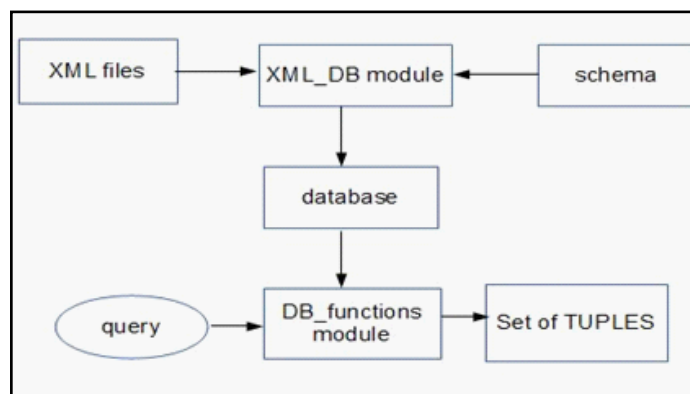 XML files
XML_DB module
schema
database
query
DB_functions
module
Set of TUPLES